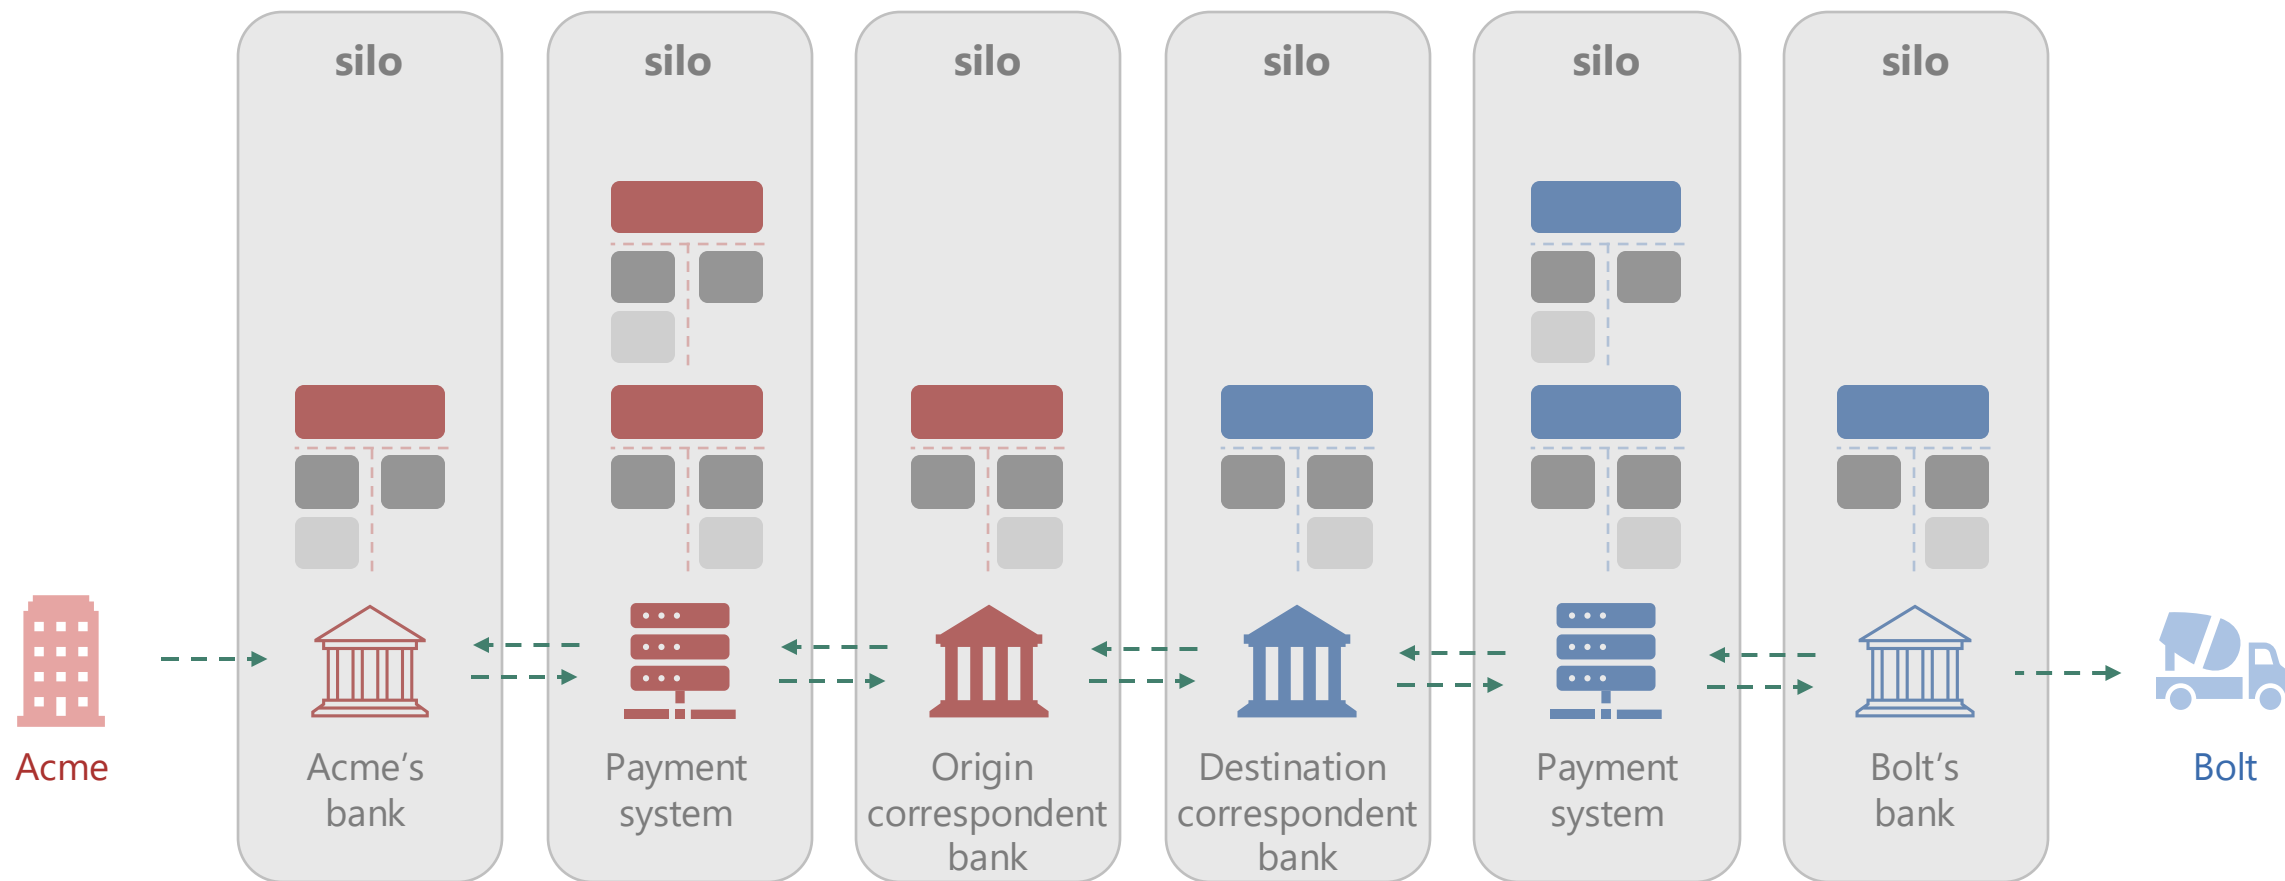 silo
silo
silo
silo
silo
silo
Acme
Acme’s
bank
Payment
system
Origin
correspondent
bank
Destination
correspondent
bank
Payment
system
Bolt’s
bank
Bolt